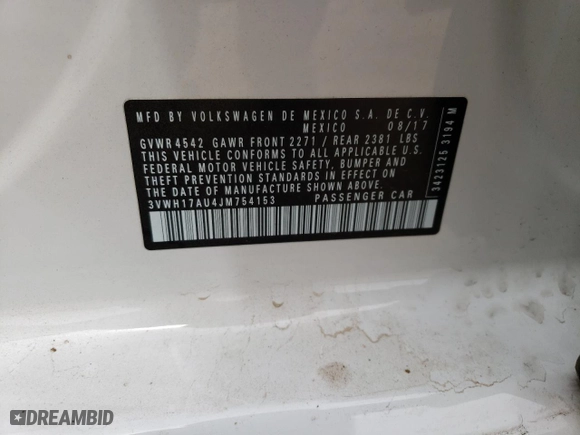 MFD BY VOLKSWAGEN DE MEXICO S.A. DE C.V.
MEXICO 08/17
GVWR 4542 GAWR FRONT 2271 / REAR 2381 LBS
THIS VEHICLE CONFORMS TO ALL APPLICABLE U.S.
FEDERAL MOTOR VEHICLE SAFETY, BUMPER AND
THEFT PREVENTION STANDARDS IN EFFECT ON
THE DATE OF MANUFACTURE SHOWN ABOVE.
3VWH17AU4JM754153 PASSENGER CAR
3423125 3194 M
DREAMBID